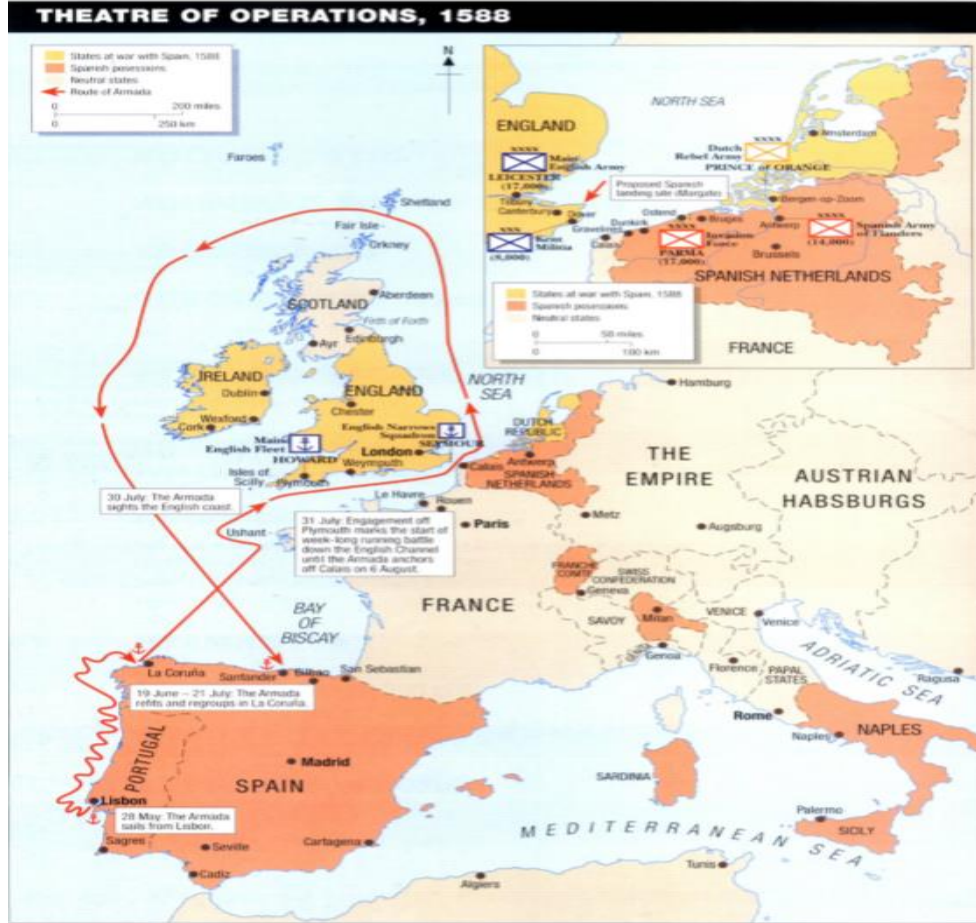 THEATRE OF OPERATIONS, 1588
States at war with Spain, 1588
Spanish posessions
Neutral states
Route of Armada
0 200 miles
0 250 km
N
Faroes
Shetland
Fair Isle
Orkney
SCOTLAND
Aberdeen
Firth of Forth
Edinburgh
Ayr
IRELAND
Dublin
Wexford
Cork
ENGLAND
Chester
NORTH
SEA
Main
English Fleet
HOWARD
English Narrows
Squadron
SEYMOUR
London
Weymouth
Isles of
Scilly
Plymouth
30 July: The Armada
sights the English coast.
Ushant
31 July: Engagement off
Plymouth marks the start of
week-long running battle
down the English Channel
until the Armada anchors
off Calais on 6 August.
Le Havre
Rouen
Paris
Calais
DUTCH
REPUBLIC
Antwerp
SPANISH
NETHERLANDS
Hamburg
THE
EMPIRE
AUSTRIAN
HABSBURGS
Metz
Augsburg
FRANCHE
COMTE
SWISS
CONFEDERATION
Geneva
SAVOY
Milan
VENICE
Venice
Genoa
Florence
PAPAL
STATES
Rome
ADRIATIC SEA
Ragusa
Naples
NAPLES
SARDINIA
Palermo
SICILY
MEDITERRANEAN SEA
Tunis
Algiers
FRANCE
BAY
OF
BISCAY
La Coruña
Santander
Bilbao
San Sebastian
19 June – 21 July: The Armada
refits and regroups in La Coruña.
PORTUGAL
SPAIN
Madrid
Lisbon
28 May: The Armada
sails from Lisbon.
Sagres
Seville
Cadiz
Cartagena
NORTH SEA
ENGLAND
XXXX
Main
English Army
LEICESTER
(17,000)
Tilbury
Canterbury
Dover
Kent
Militia
(8,000)
Proposed Spanish
landing site (Margate)
XXXX
Dutch
Rebel Army
PRINCE of ORANGE
Amsterdam
Bergen-op-Zoom
Ostend
Bruges
Dunkirk
Gravelines
Calais
Antwerp
Brussels
XXXX
Invasion
Force
PARMA
(17,000)
XXXX
Spanish Army
of Flanders
(14,000)
SPANISH NETHERLANDS
FRANCE
States at war with Spain, 1588
Spanish posessions
Neutral states
0 50 miles
0 100 km